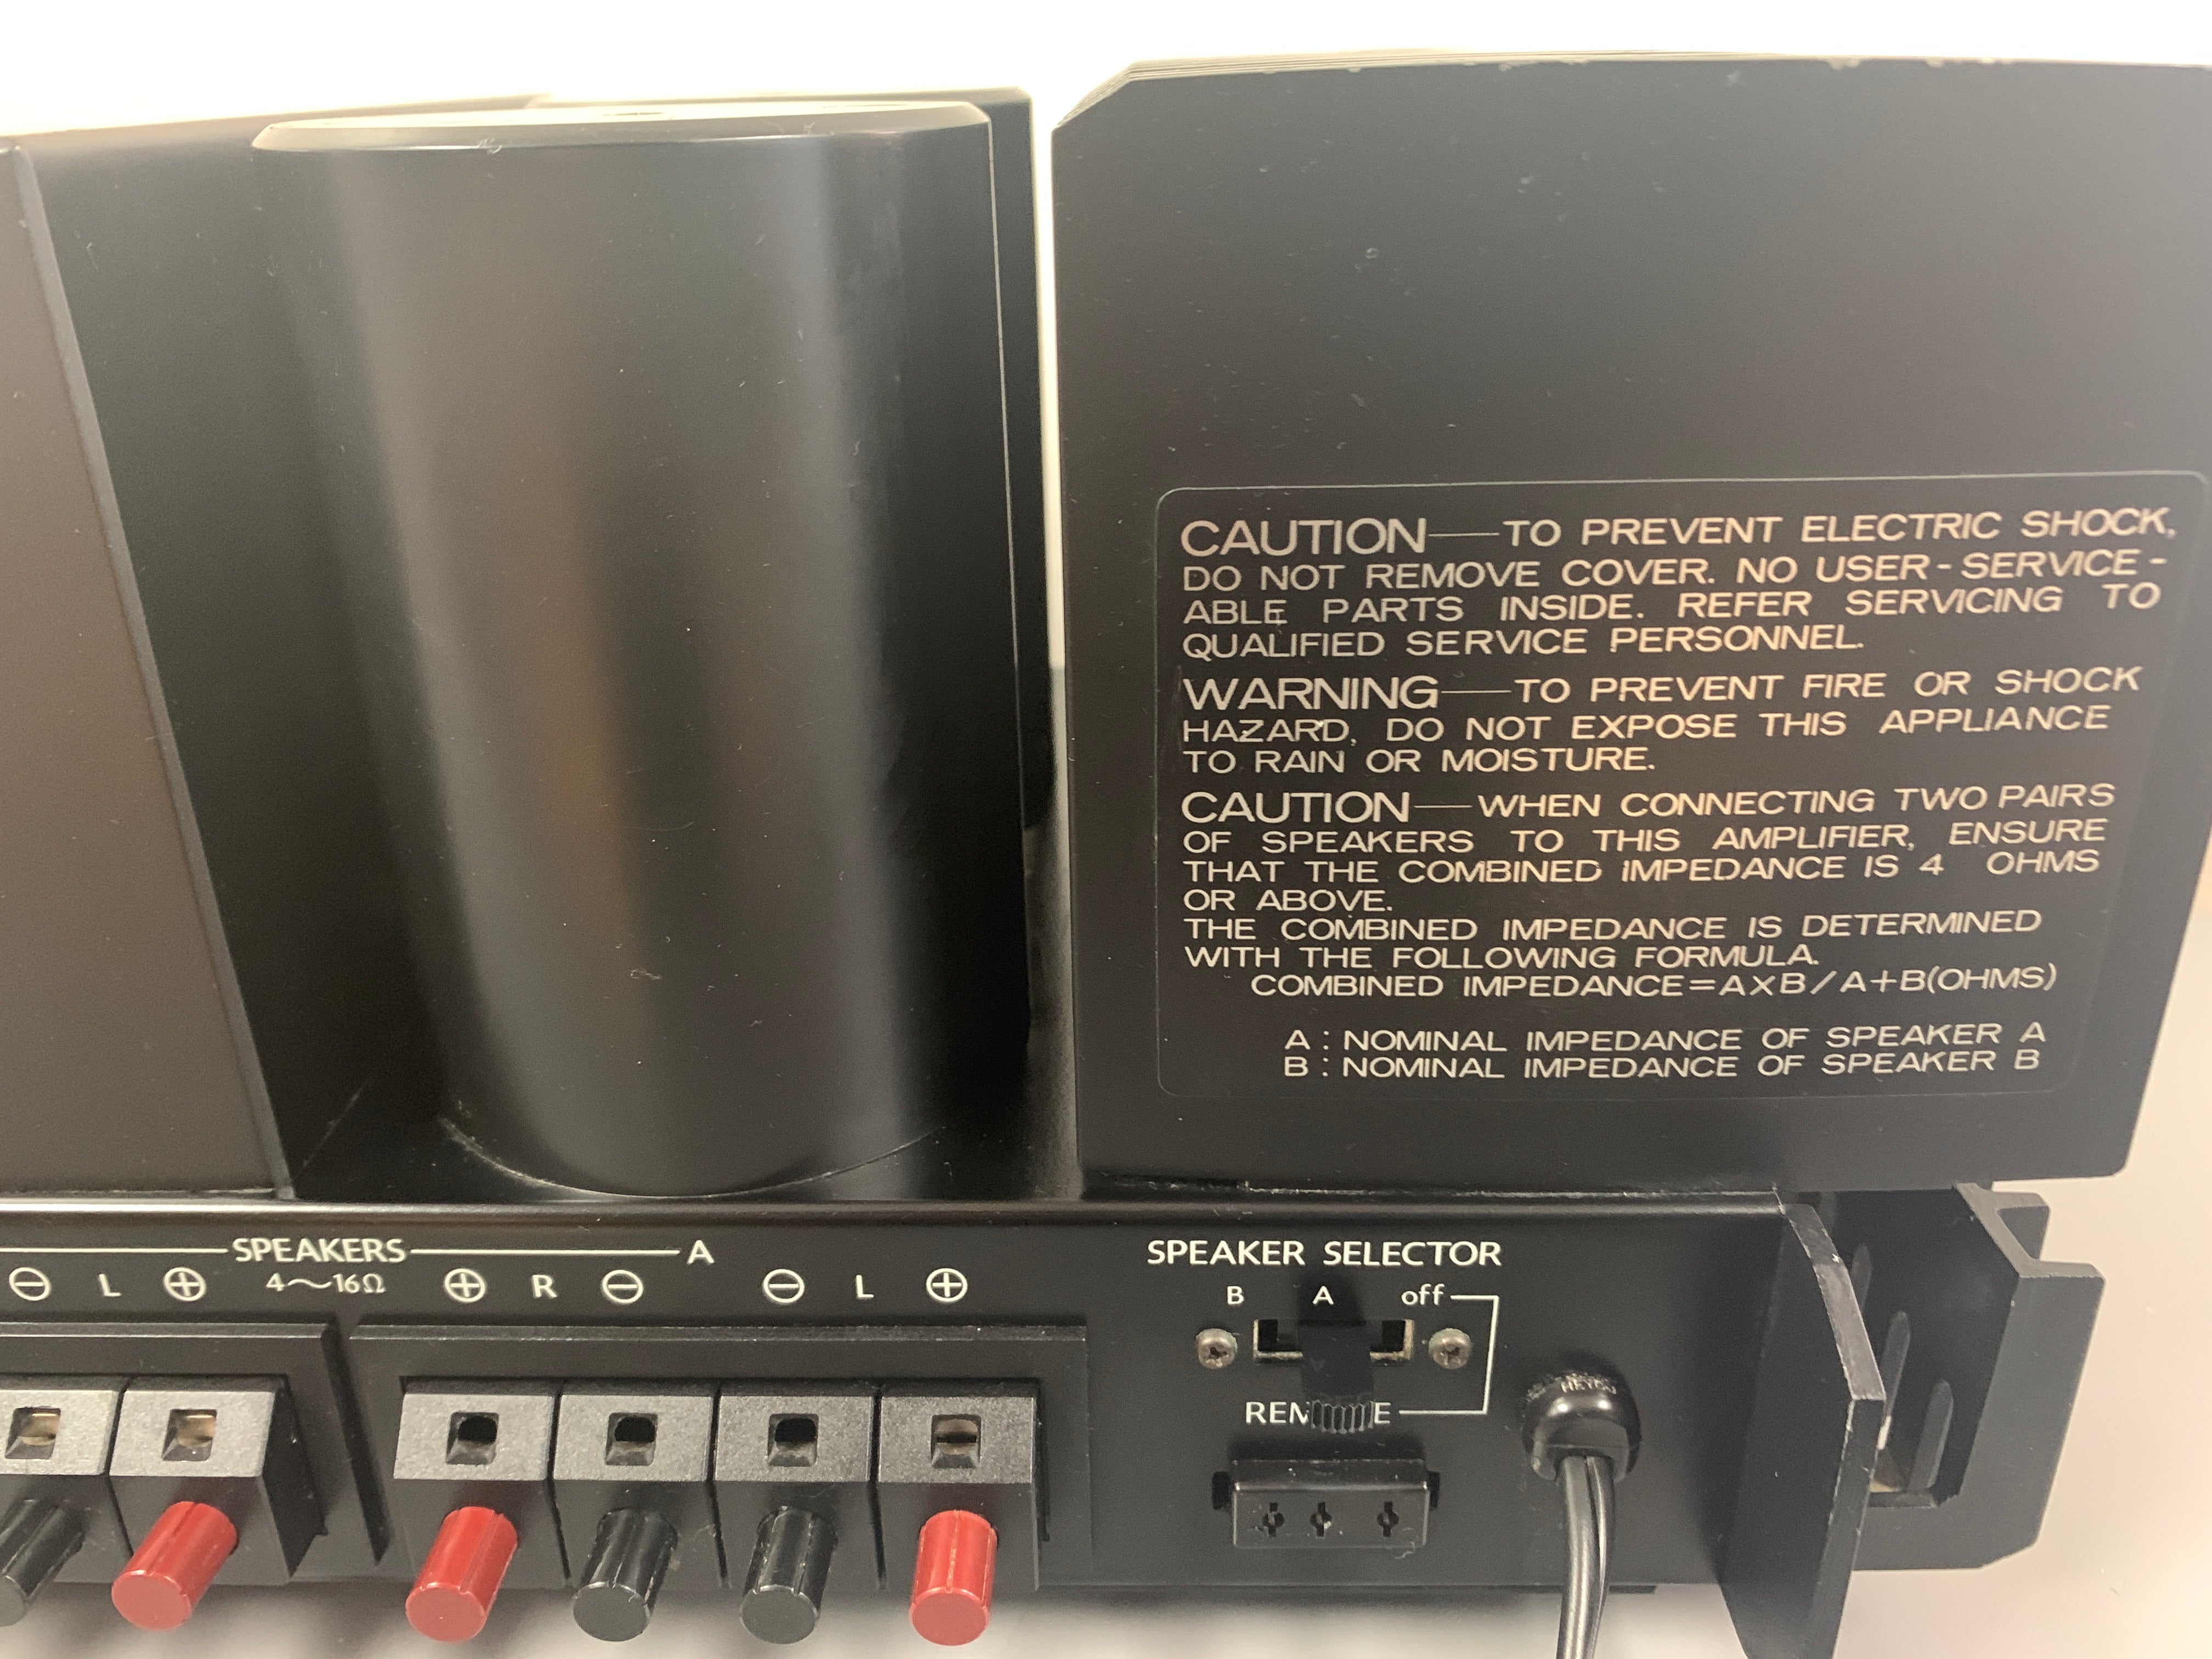 CAUTION—TO PREVENT ELECTRIC SHOCK,
DO NOT REMOVE COVER. NO USER-SERVICE-
ABLE PARTS INSIDE. REFER SERVICING TO
QUALIFIED SERVICE PERSONNEL.
WARNING—TO PREVENT FIRE OR SHOCK
HAZARD, DO NOT EXPOSE THIS APPLIANCE
TO RAIN OR MOISTURE.
CAUTION—WHEN CONNECTING TWO PAIRS
OF SPEAKERS TO THIS AMPLIFIER, ENSURE
THAT THE COMBINED IMPEDANCE IS 4 OHMS
OR ABOVE.
THE COMBINED IMPEDANCE IS DETERMINED
WITH THE FOLLOWING FORMULA.
COMBINED IMPEDANCE=A×B/A+B(OHMS)
A : NOMINAL IMPEDANCE OF SPEAKER A
B : NOMINAL IMPEDANCE OF SPEAKER B
SPEAKERS A
⊖ L ⊕ 4~16Ω ⊕ R ⊖ ⊖ L ⊕
SPEAKER SELECTOR
B A off